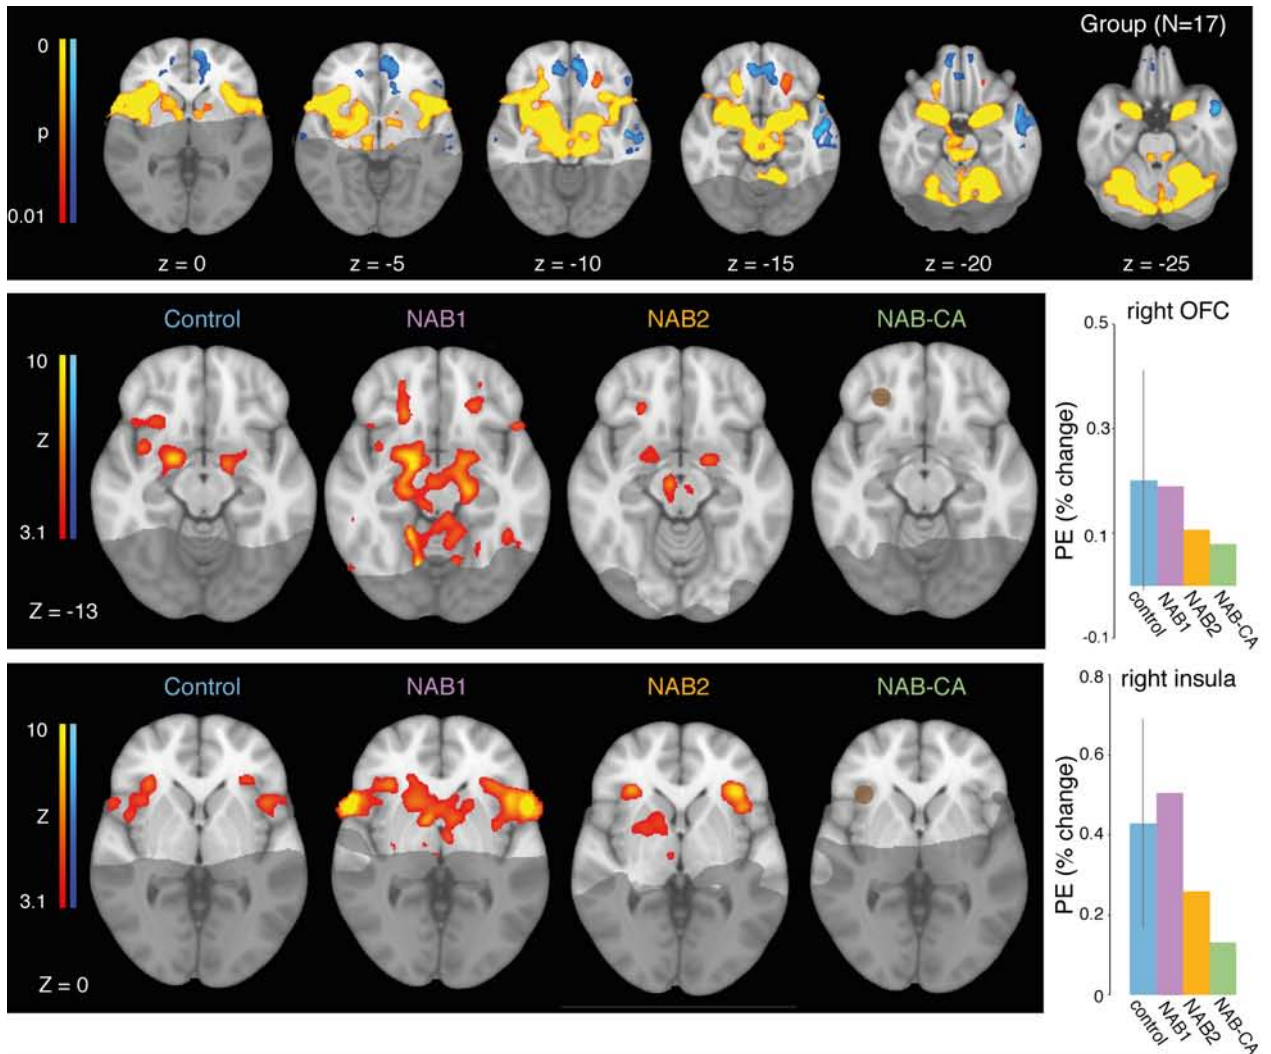 Group (N=17)
0
p
0.01
z = 0
z = -5
z = -10
z = -15
z = -20
z = -25
Control
NAB1
NAB2
NAB-CA
10
Z
3.1
Z = -13
right OFC
0.5
0.3
0.1
-0.1
PE (% change)
control
NAB1
NAB2
NAB-CA
Control
NAB1
NAB2
NAB-CA
10
Z
3.1
Z = 0
right insula
0.8
0.6
0.4
0.2
0
PE (% change)
control
NAB1
NAB2
NAB-CA